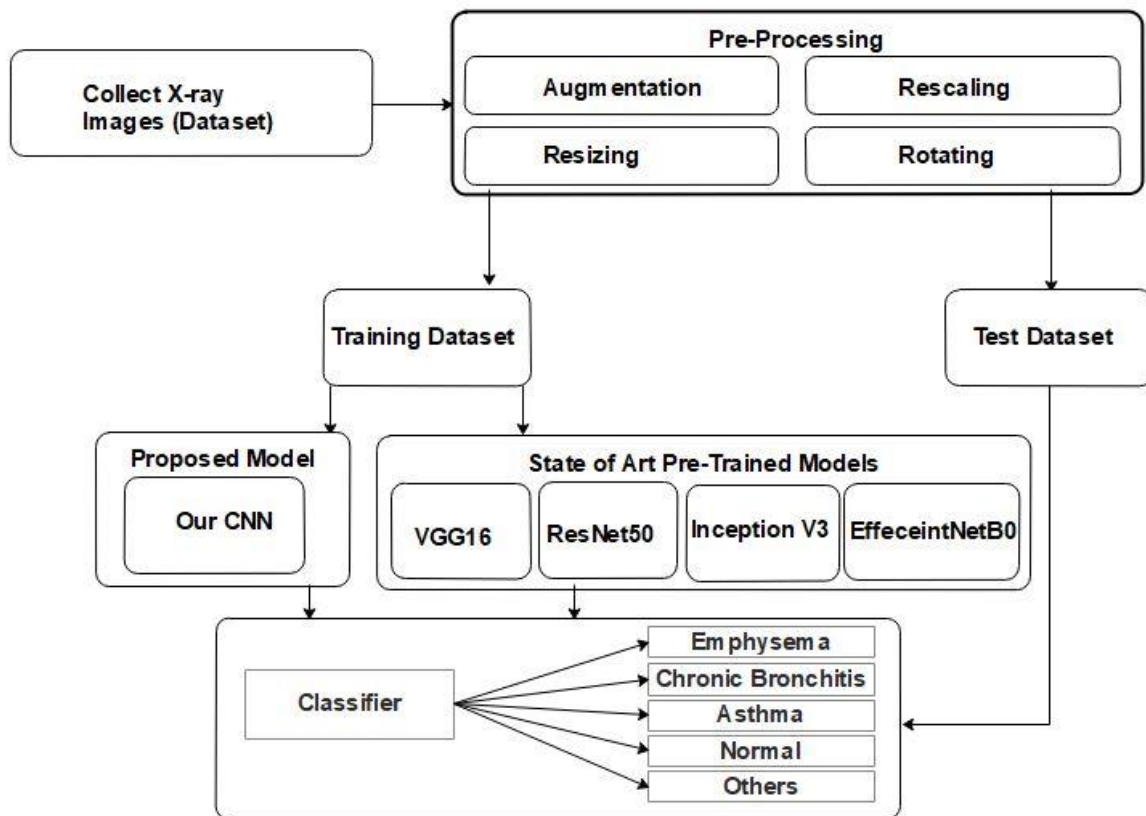 Pre-Processing
Collect X-ray
Images (Dataset)
Augmentation
Rescaling
Resizing
Rotating
Training Dataset
Test Dataset
Proposed Model
Our CNN
State of Art Pre-Trained Models
VGG16
ResNet50
Inception V3
EffeceintNetB0
Classifier
Emphysema
Chronic Bronchitis
Asthma
Normal
Others